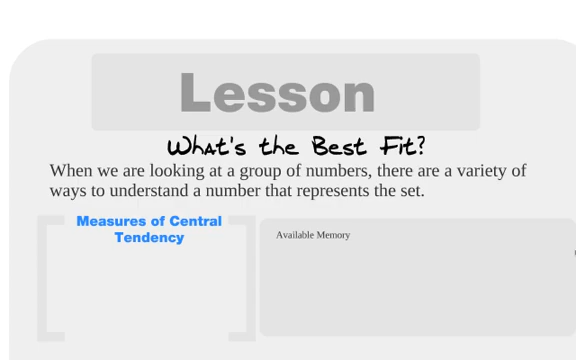 Lesson
What's the Best Fit?
When we are looking at a group of numbers, there are a variety of
ways to understand a number that represents the set.
Measures of Central
Tendency
Available Memory